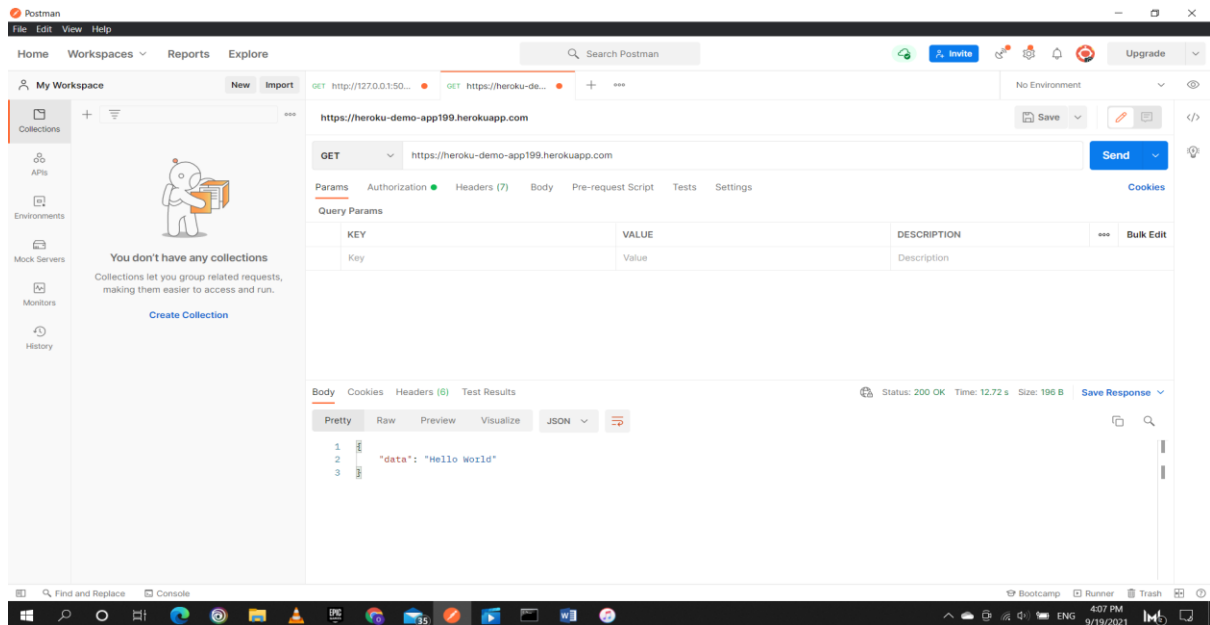 Postman
File Edit View Help
Home Workspaces Reports Explore Search Postman Invite Upgrade
My Workspace New Import GET http://127.0.0.1:50... GET https://heroku-de... No Environment
Collections
https://heroku-demo-app199.herokuapp.com Save
GET https://heroku-demo-app199.herokuapp.com Send
APIs
Params Authorization Headers (7) Body Pre-request Script Tests Settings Cookies
Environments
Query Params
KEY VALUE DESCRIPTION Bulk Edit
Key Value Description
Mock Servers
You don't have any collections
Collections let you group related requests,
making them easier to access and run.
Monitors
Create Collection
History
Body Cookies Headers (6) Test Results Status: 200 OK Time: 12.72 s Size: 196 B Save Response
Pretty Raw Preview Visualize JSON
1 {
2 "data": "Hello World"
3 }
Find and Replace Console Bootcamp Runner Trash
EPIC
35
ENG
4:07 PM
9/19/2021